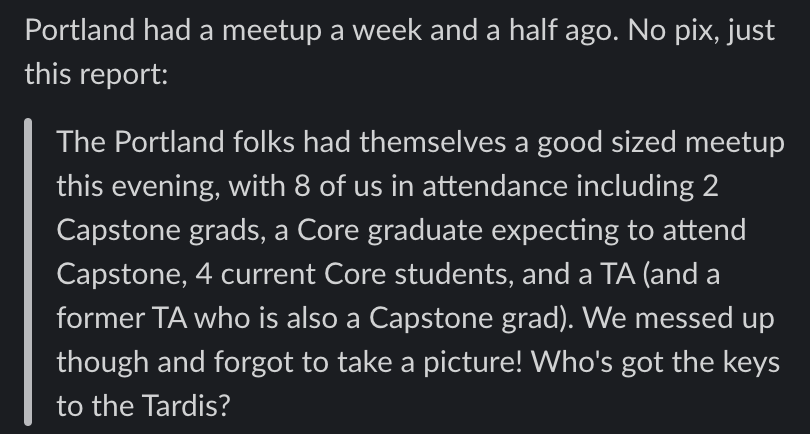 Portland had a meetup a week and a half ago. No pix, just
this report:
The Portland folks had themselves a good sized meetup
this evening, with 8 of us in attendance including 2
Capstone grads, a Core graduate expecting to attend
Capstone, 4 current Core students, and a TA (and a
former TA who is also a Capstone grad). We messed up
though and forgot to take a picture! Who's got the keys
to the Tardis?